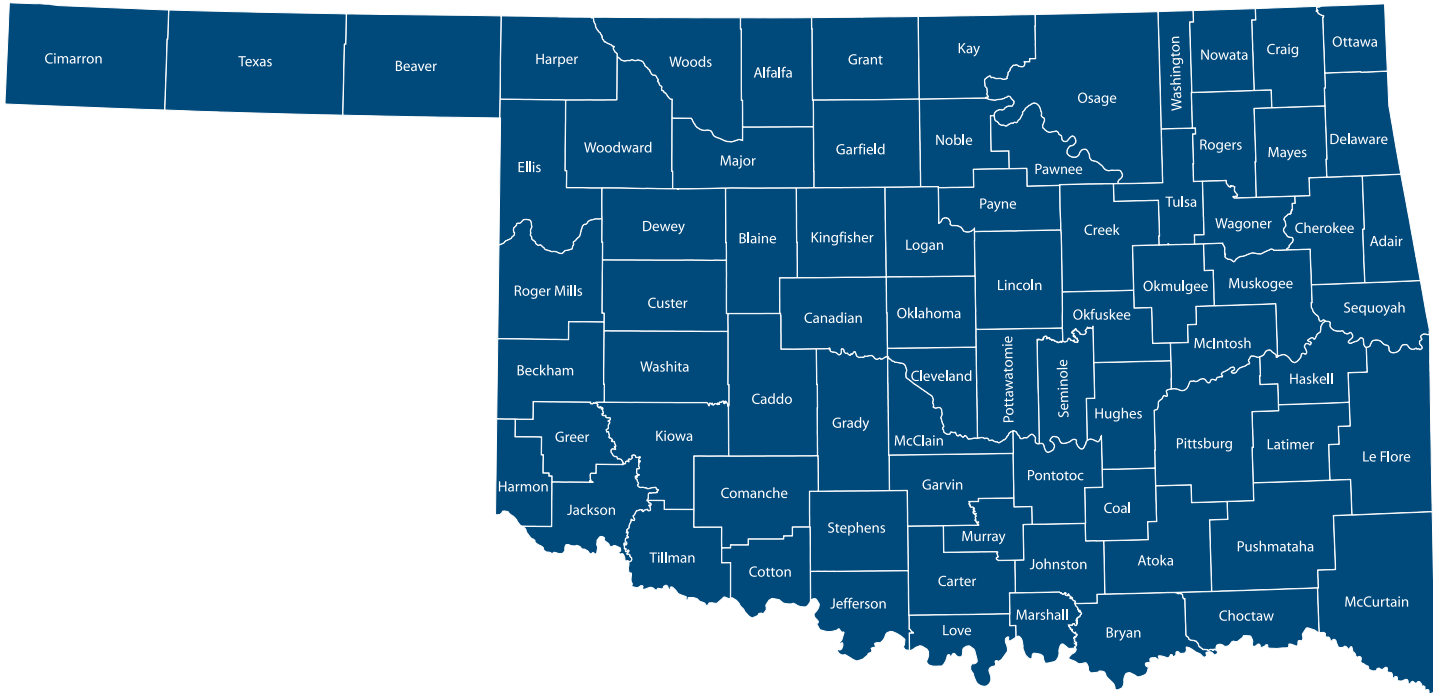 Cimarron
Texas
Beaver
Harper
Woods
Alfalfa
Grant
Kay
Osage
Washington
Nowata
Craig
Ottawa
Ellis
Woodward
Major
Garfield
Noble
Pawnee
Rogers
Mayes
Delaware
Dewey
Blaine
Kingfisher
Logan
Payne
Creek
Tulsa
Wagoner
Cherokee
Adair
Roger Mills
Custer
Canadian
Oklahoma
Lincoln
Okfuskee
Okmulgee
Muskogee
Sequoyah
Beckham
Washita
Caddo
Grady
Cleveland
Pottawatomie
Seminole
Hughes
McIntosh
Haskell
Greer
Kiowa
McClain
Pittsburg
Latimer
Le Flore
Harmon
Jackson
Comanche
Garvin
Pontotoc
Coal
Stephens
Murray
Tillman
Cotton
Carter
Johnston
Atoka
Pushmataha
Jefferson
Love
Marshall
Bryan
Choctaw
McCurtain